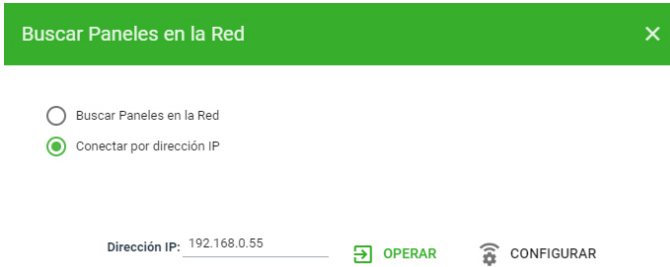 Buscar Paneles en la Red
Buscar Paneles en la Red
Conectar por dirección IP
Dirección IP: 192.168.0.55 OPERAR CONFIGURAR